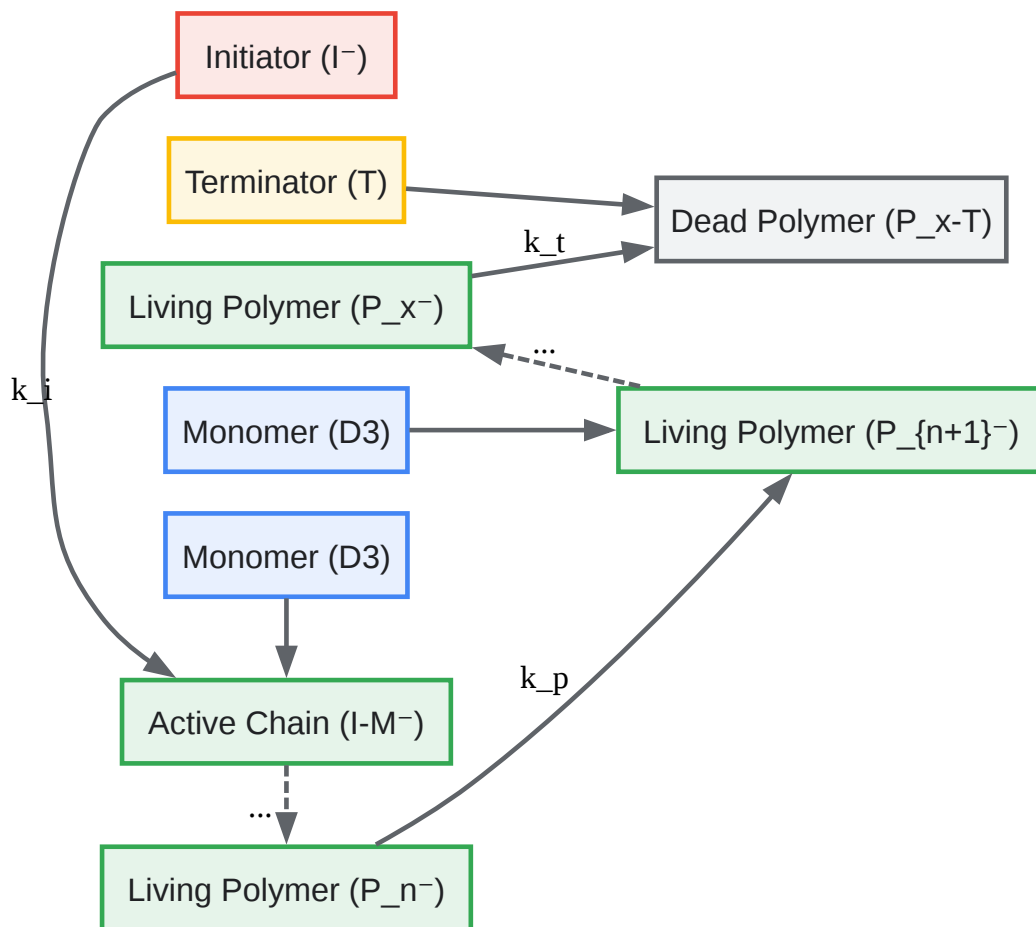 Initiator (I⁻)
Terminator (T)
Dead Polymer (P_x-T)
k_t
Living Polymer (P_x⁻)
...
k_i
Monomer (D3)
Living Polymer (P_{n+1}⁻)
Monomer (D3)
k_p
Active Chain (I-M⁻)
...
Living Polymer (P_n⁻)